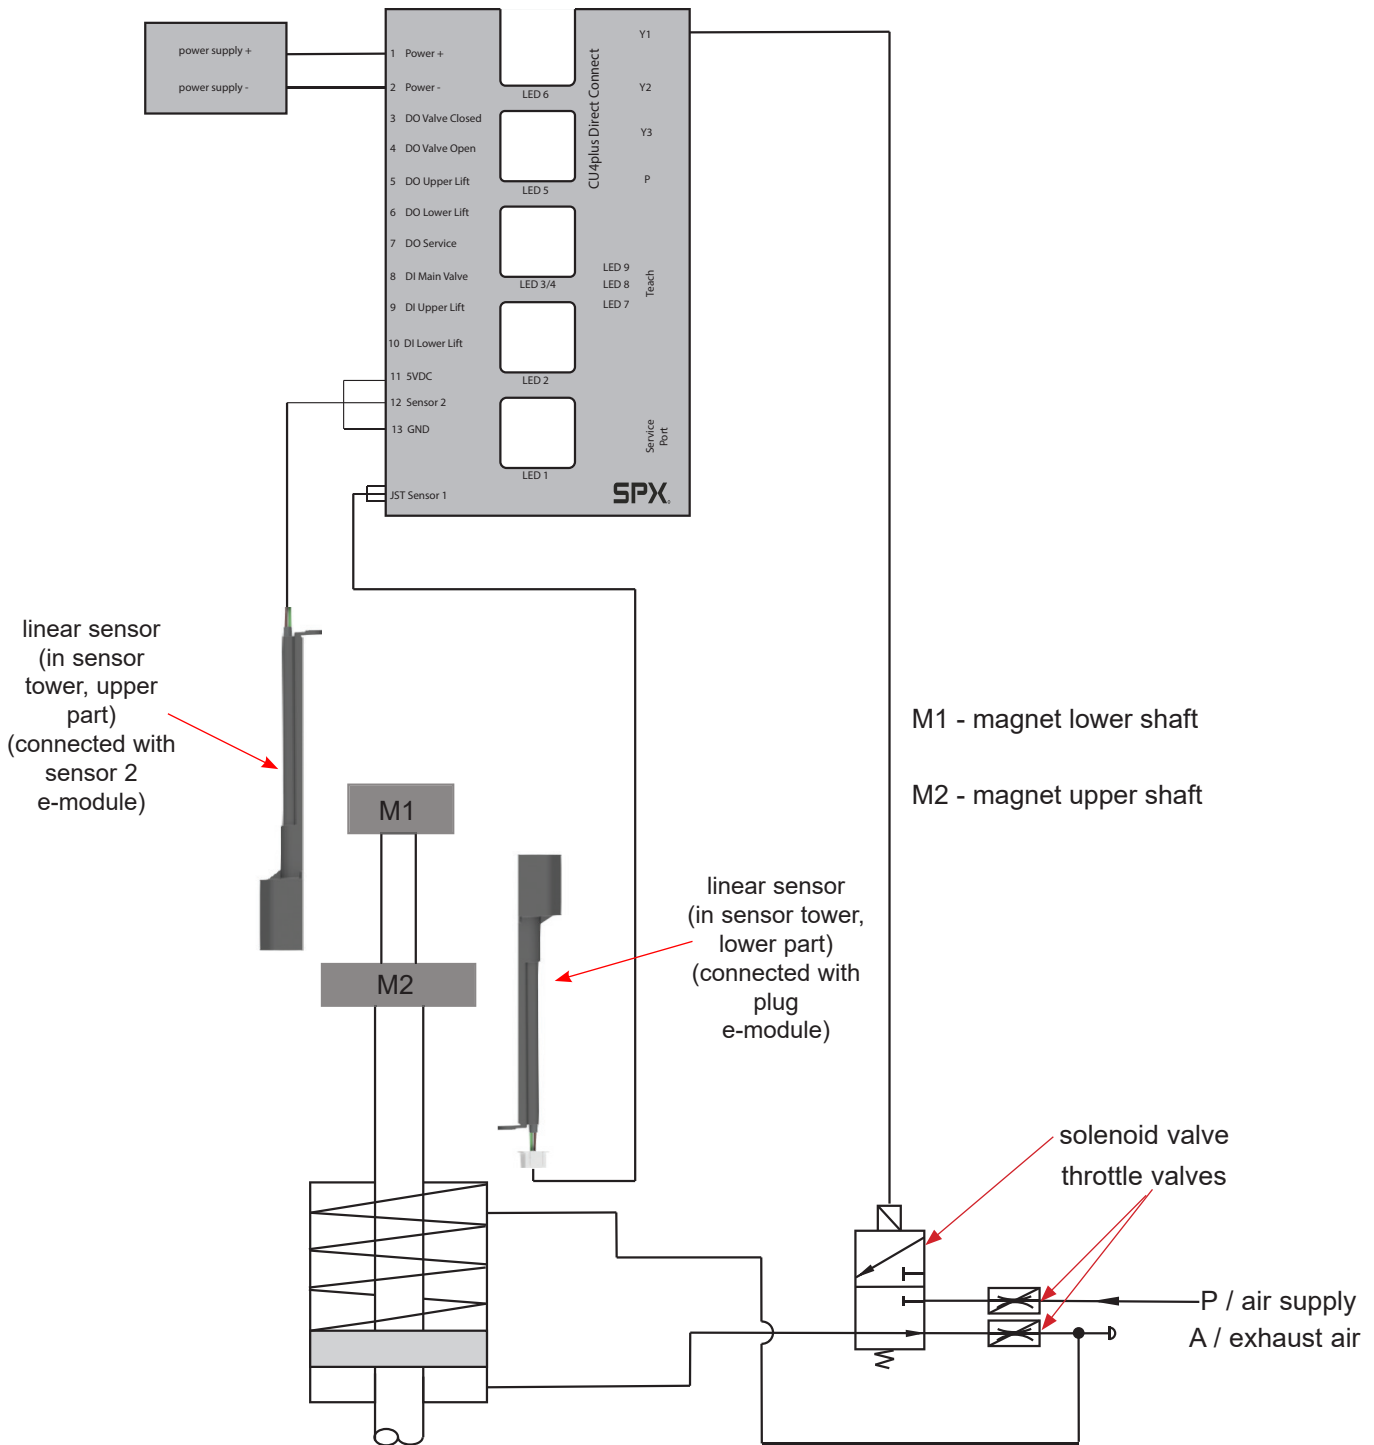 power supply +
power supply -
1 Power +
2 Power -
3 DO Valve Closed
4 DO Valve Open
5 DO Upper Lift
6 DO Lower Lift
7 DO Service
8 DI Main Valve
9 DI Upper Lift
10 DI Lower Lift
11 5VDC
12 Sensor 2
13 GND
JST Sensor 1
LED 6
LED 5
LED 3/4
LED 2
LED 1
CU4plus Direct Connect
Y1
Y2
Y3
P
LED 9
LED 8
LED 7
Teach
Service
Port
SPX
linear sensor
(in sensor
tower, upper
part)
(connected with
sensor 2
e-module)
M1
M2
linear sensor
(in sensor tower,
lower part)
(connected with
plug
e-module)
M1 - magnet lower shaft
M2 - magnet upper shaft
solenoid valve
throttle valves
P / air supply
A / exhaust air